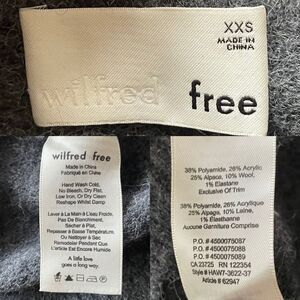 XXS
MADE IN
CHINA
wilfred free
wilfred free
Made in China
Fabriqué en Chine
Hand Wash Cold,
No Bleach, Dry Flat,
Low Iron, Or Dry Clean
Reshape Whilst Damp
Laver À La Main À L'eau Froide,
Pas De Blanchiment,
Sécher À Plat,
Repasser À Basse Température,
Ou Nettoyer À Sec
Remodeler Pendant Que
L'article Est Encore Humide
A little love
goes a long way.
38% Polyamide, 26% Acrylic
25% Alpaca, 10% Wool,
1% Elastane
Exclusive Of Trim
38% Polyamide, 26% Acrylique
25% Alpaga, 10% Laine,
1% Élasthanne
Aucune Garniture Comprise
P.O. # 4500075087
P.O. # 4500075088
P.O. # 4500075089
CA 23725 RN 122354
Style # HAW7-3622-37
Article # 62947